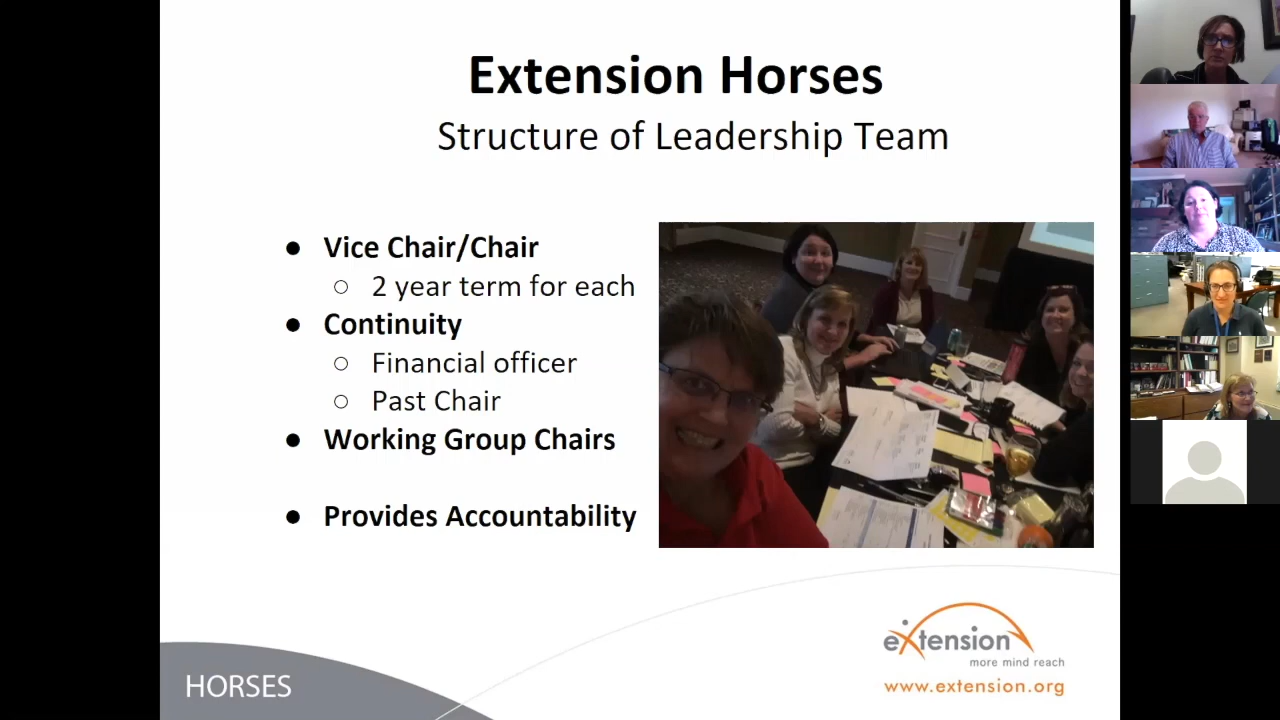 Extension Horses
Structure of Leadership Team
● Vice Chair/Chair
○ 2 year term for each
● Continuity
○ Financial officer
○ Past Chair
● Working Group Chairs
● Provides Accountability
eXtension
more mind reach
www.extension.org
HORSES